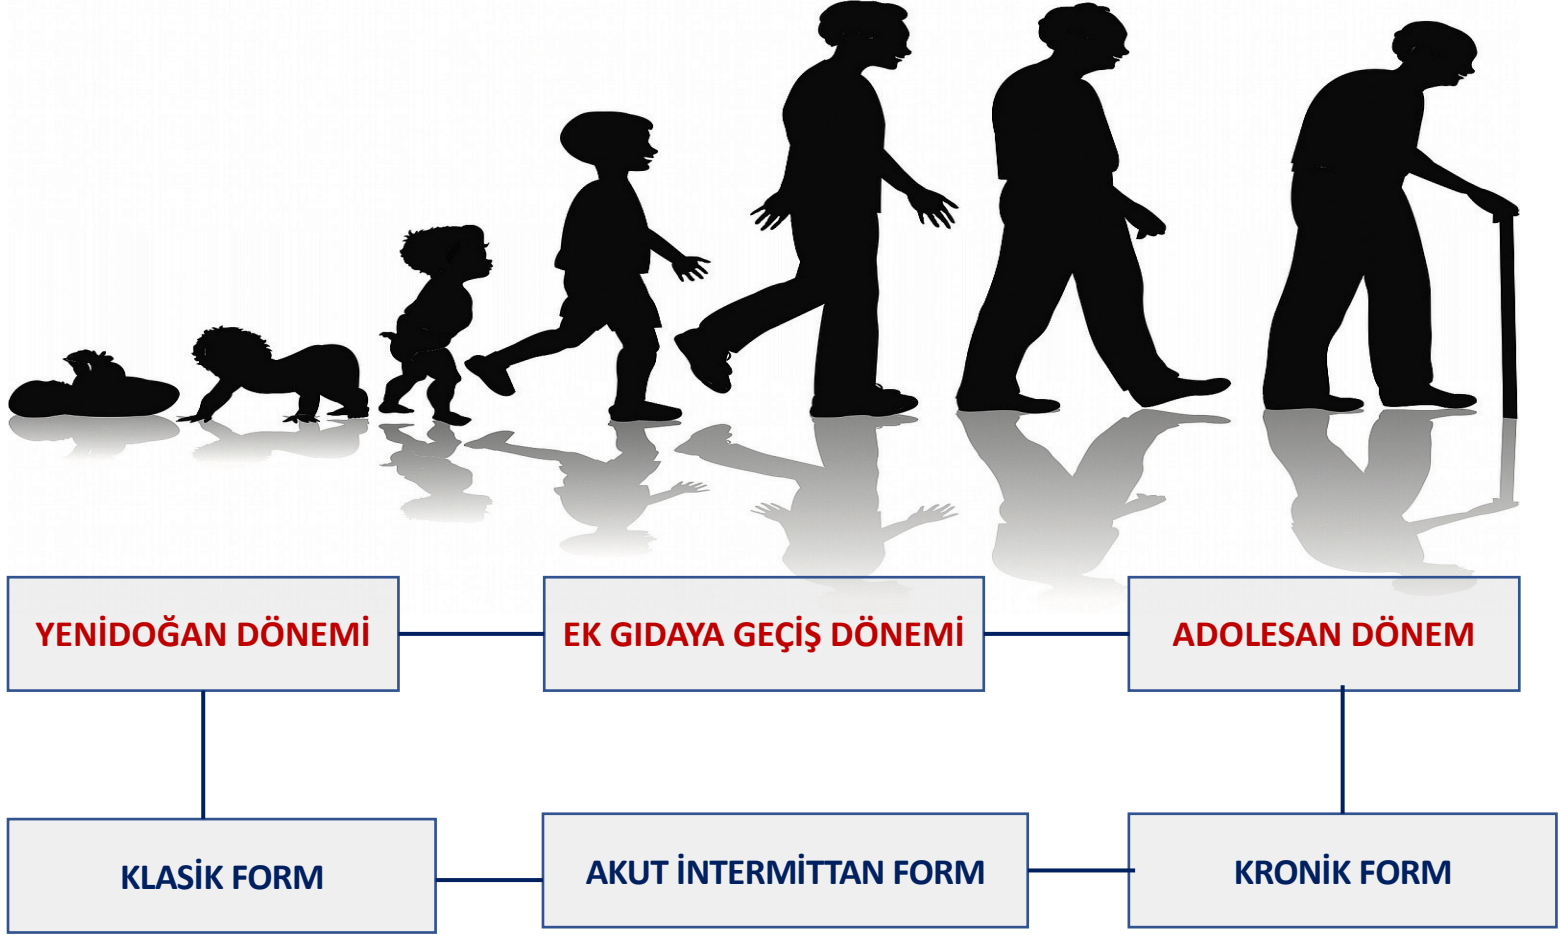 YENİDOĞAN DÖNEMİ
EK GIDAYA GEÇİŞ DÖNEMİ
ADOLESAN DÖNEM
KLASİK FORM
AKUT İNTERMİTTAN FORM
KRONİK FORM